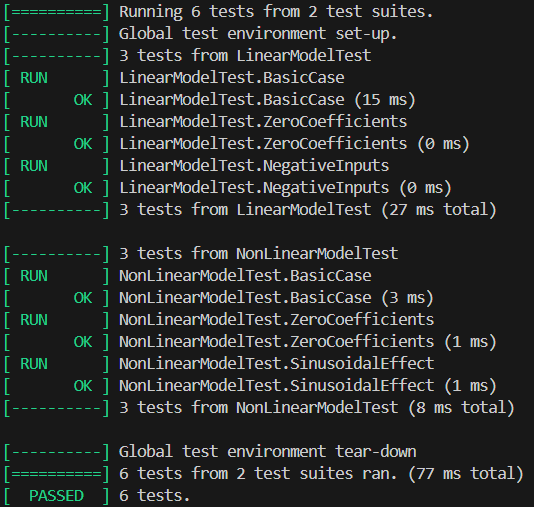 [==========] Running 6 tests from 2 test suites.
[----------] Global test environment set-up.
[----------] 3 tests from LinearModelTest
[ RUN      ] LinearModelTest.BasicCase
[       OK ] LinearModelTest.BasicCase (15 ms)
[ RUN      ] LinearModelTest.ZeroCoefficients
[       OK ] LinearModelTest.ZeroCoefficients (0 ms)
[ RUN      ] LinearModelTest.NegativeInputs
[       OK ] LinearModelTest.NegativeInputs (0 ms)
[----------] 3 tests from LinearModelTest (27 ms total)

[----------] 3 tests from NonLinearModelTest
[ RUN      ] NonLinearModelTest.BasicCase
[       OK ] NonLinearModelTest.BasicCase (3 ms)
[ RUN      ] NonLinearModelTest.ZeroCoefficients
[       OK ] NonLinearModelTest.ZeroCoefficients (1 ms)
[ RUN      ] NonLinearModelTest.SinusoidalEffect
[       OK ] NonLinearModelTest.SinusoidalEffect (1 ms)
[----------] 3 tests from NonLinearModelTest (8 ms total)

[----------] Global test environment tear-down
[==========] 6 tests from 2 test suites ran. (77 ms total)
[  PASSED  ] 6 tests.